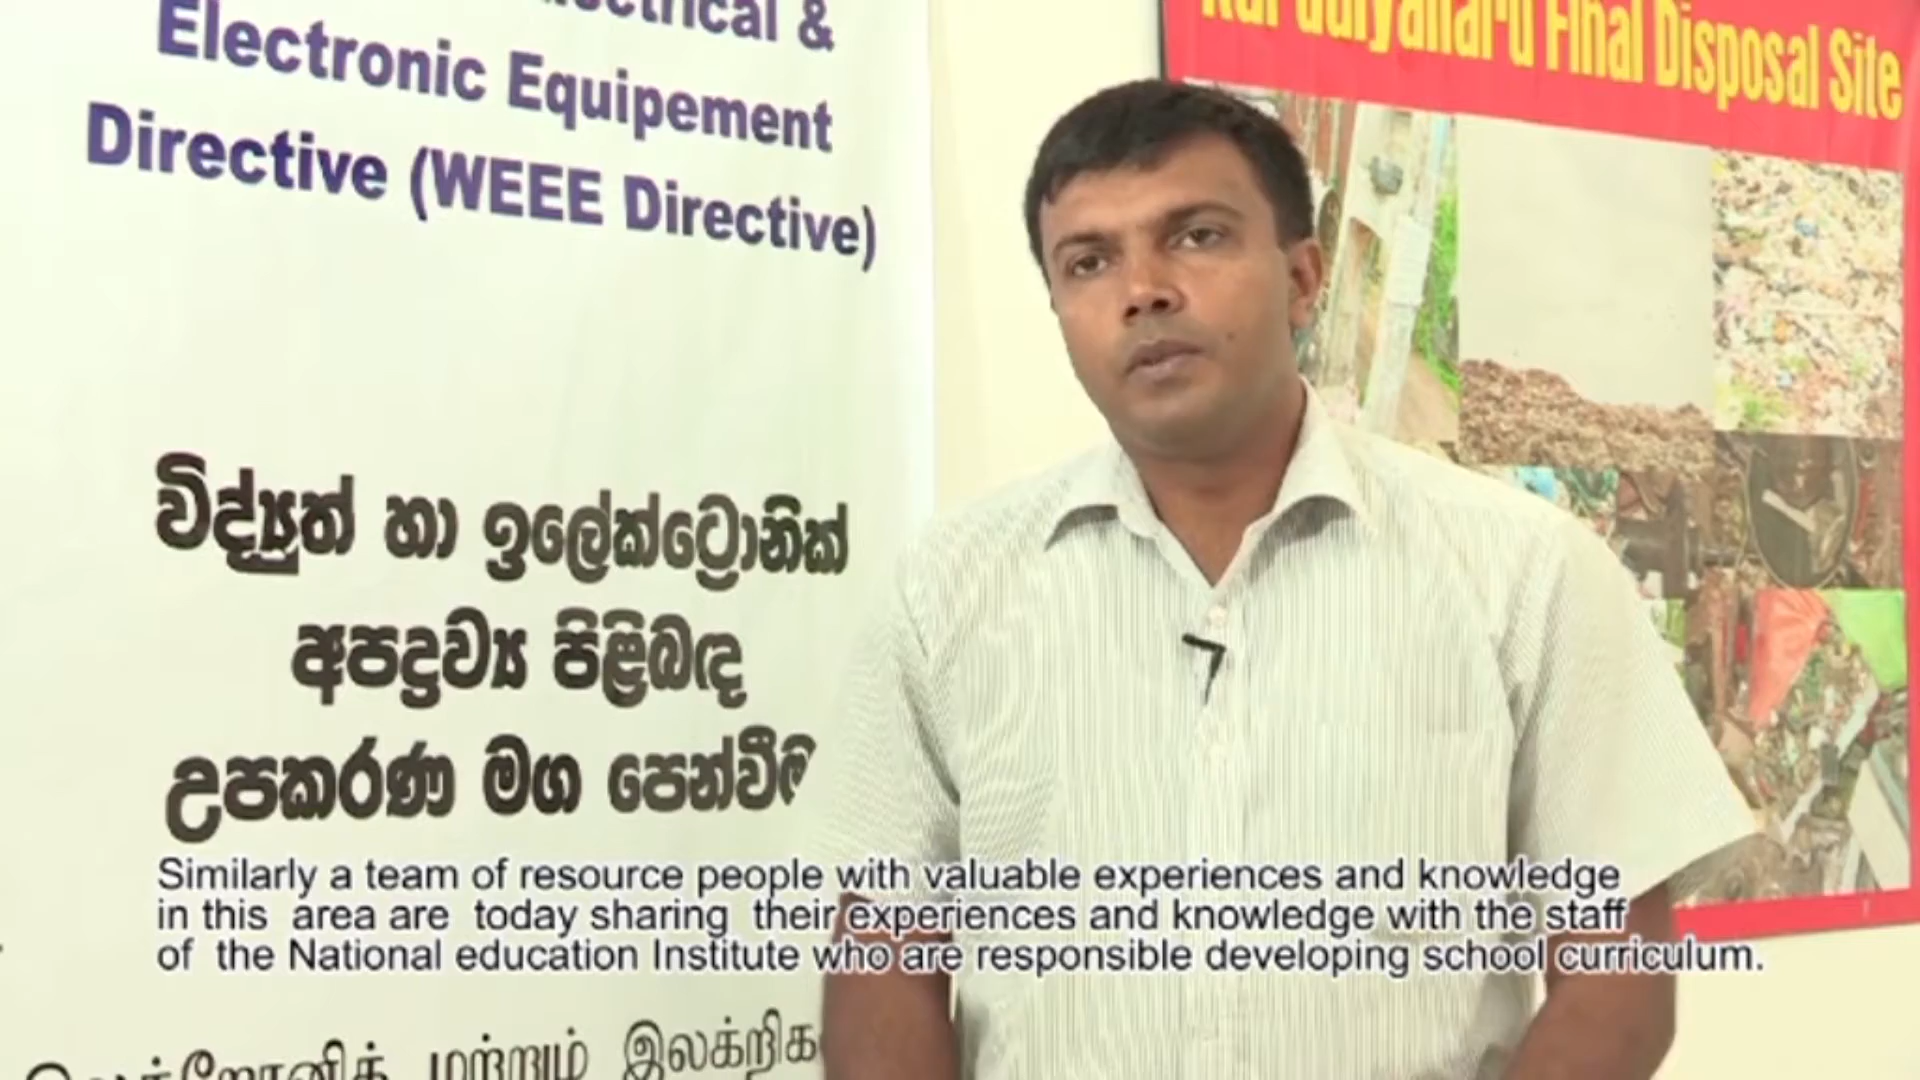 Electrical &
Electronic Equipement
Directive (WEEE Directive)
විද්‍යුත් හා ඉලේක්ට්‍රොනික්
අපද්‍රව්‍ය පිළිබඳ
උපකරණ මග පෙන්වීම්
மற்றும்
Final Disposal Site
Similarly a team of resource people with valuable experiences and knowledge
in this area are today sharing their experiences and knowledge with the staff
of the National education Institute who are responsible developing school curriculum.